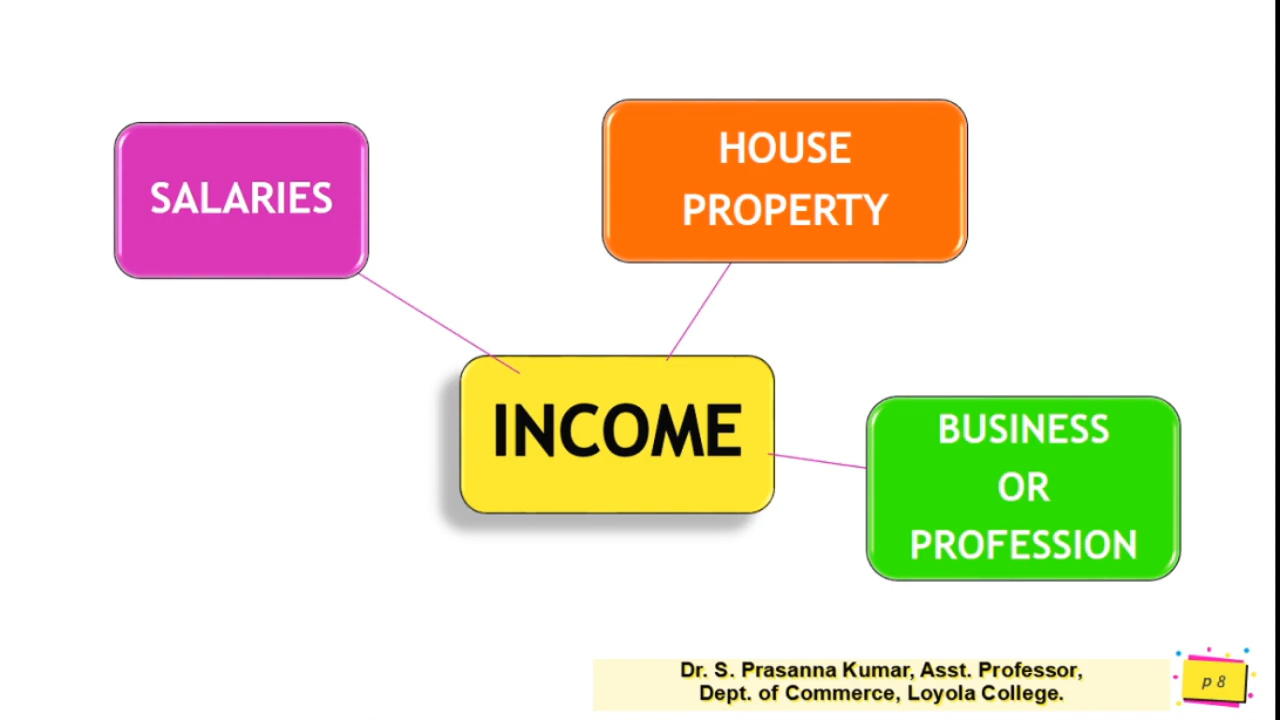 SALARIES
HOUSE
PROPERTY
INCOME
BUSINESS
OR
PROFESSION
Dr. S. Prasanna Kumar, Asst. Professor,
Dept. of Commerce, Loyola College.
p 8